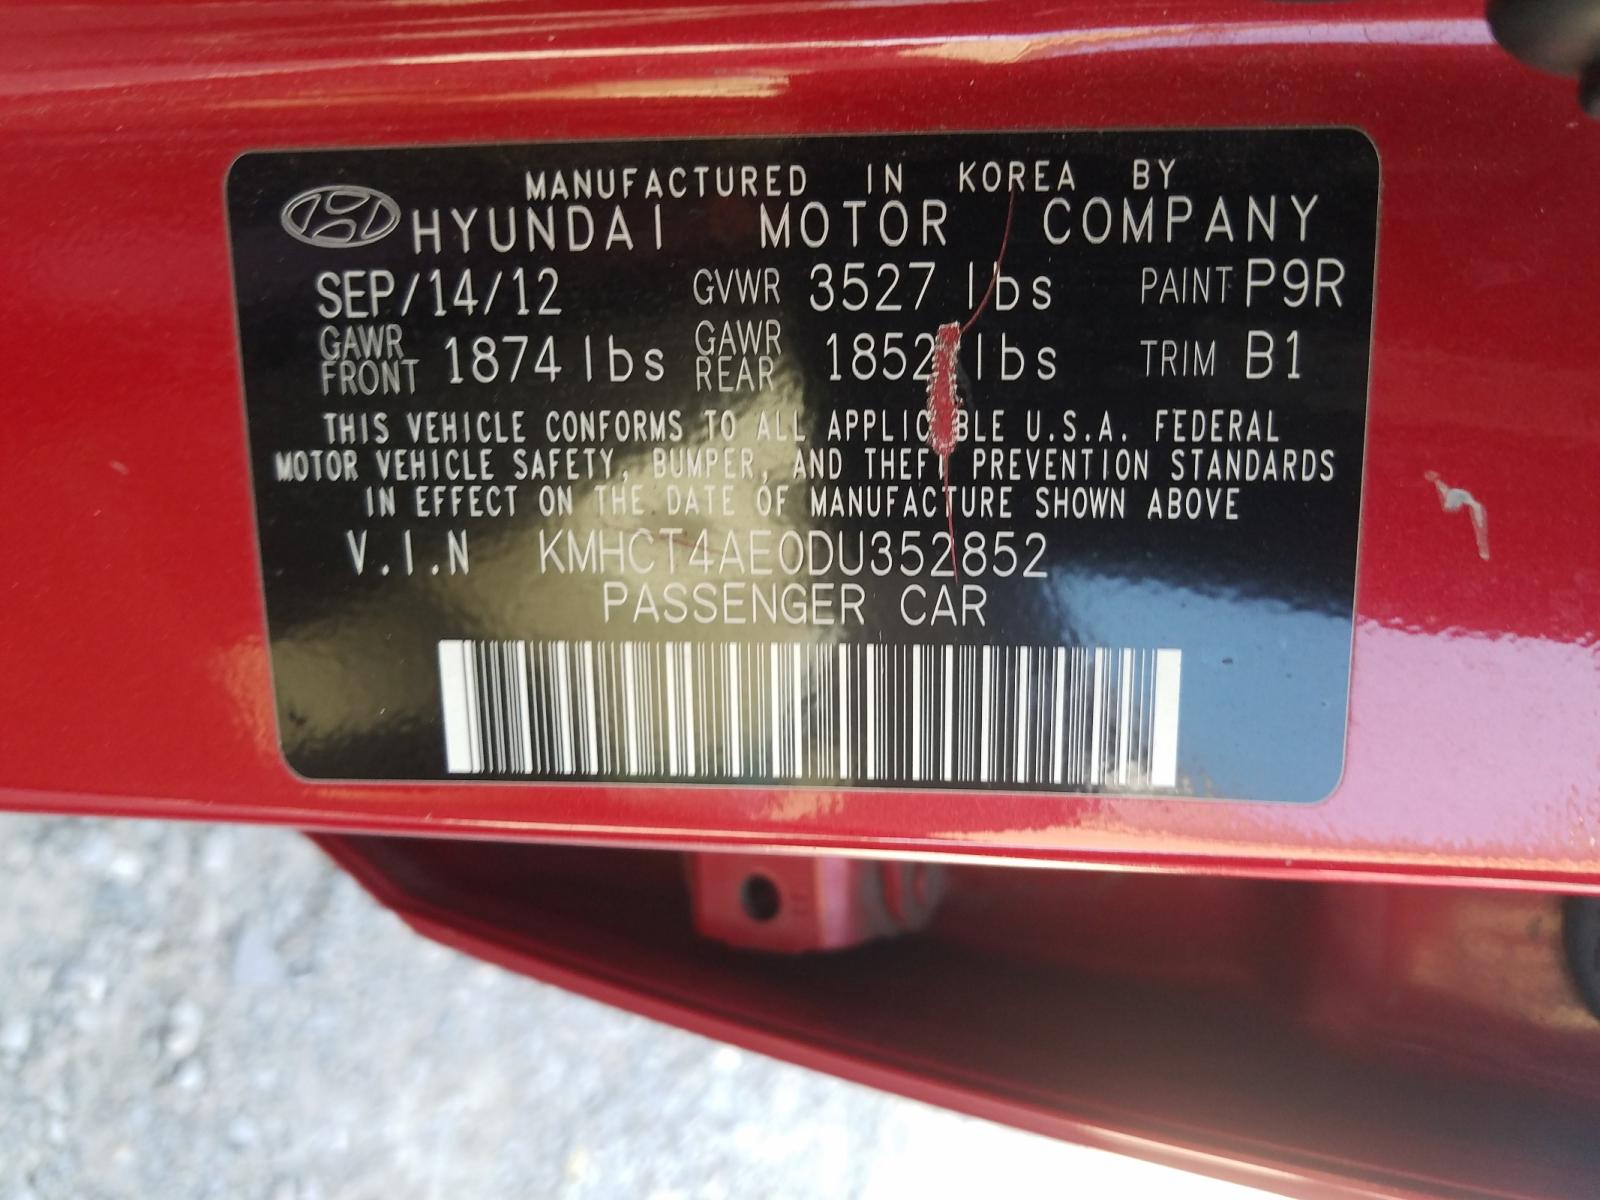 MANUFACTURED IN KOREA BY
HYUNDAI MOTOR COMPANY
SEP/14/12 GVWR 3527 lbs PAINT P9R
GAWR FRONT 1874 lbs GAWR REAR 1852 lbs TRIM B1
THIS VEHICLE CONFORMS TO ALL APPLICABLE U.S.A. FEDERAL
MOTOR VEHICLE SAFETY, BUMPER, AND THEFT PREVENTION STANDARDS
IN EFFECT ON THE DATE OF MANUFACTURE SHOWN ABOVE
V.I.N KMHCT4AE0DU352852
PASSENGER CAR